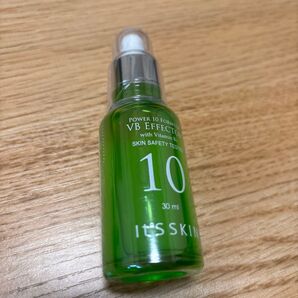 POWER 10 FORMULA
VB EFFECTOR
with Vitamin B
SKIN SAFETY TESTED
10
30 ml
IT'S SKIN